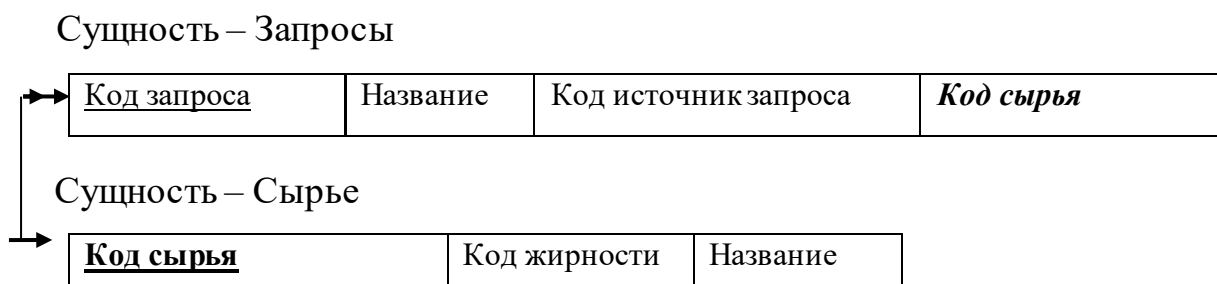 Сущность – Запросы
Код запроса Название Код источник запроса Код сырья
Сущность – Сырье
Код сырья Код жирности Название